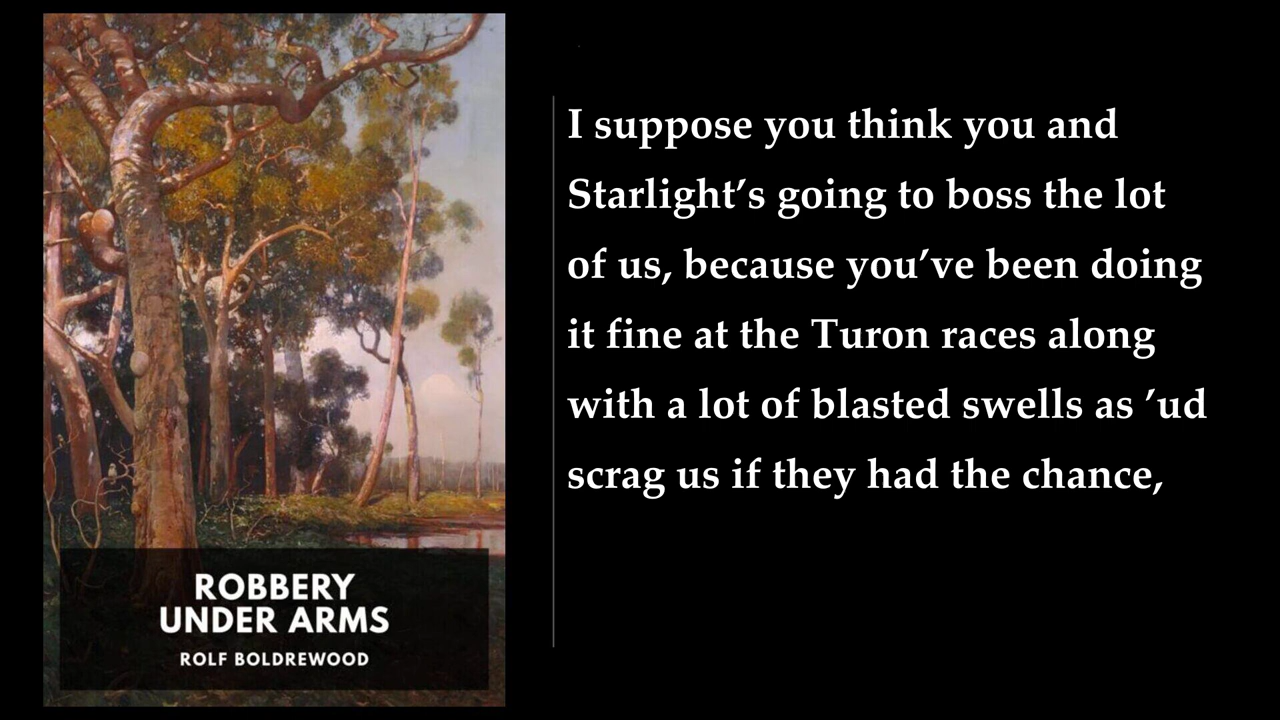 I suppose you think you and
Starlight’s going to boss the lot
of us, because you’ve been doing
it fine at the Turon races along
with a lot of blasted swells as ’ud
scrag us if they had the chance,
ROBBERY
UNDER ARMS
ROLF BOLDREWOOD